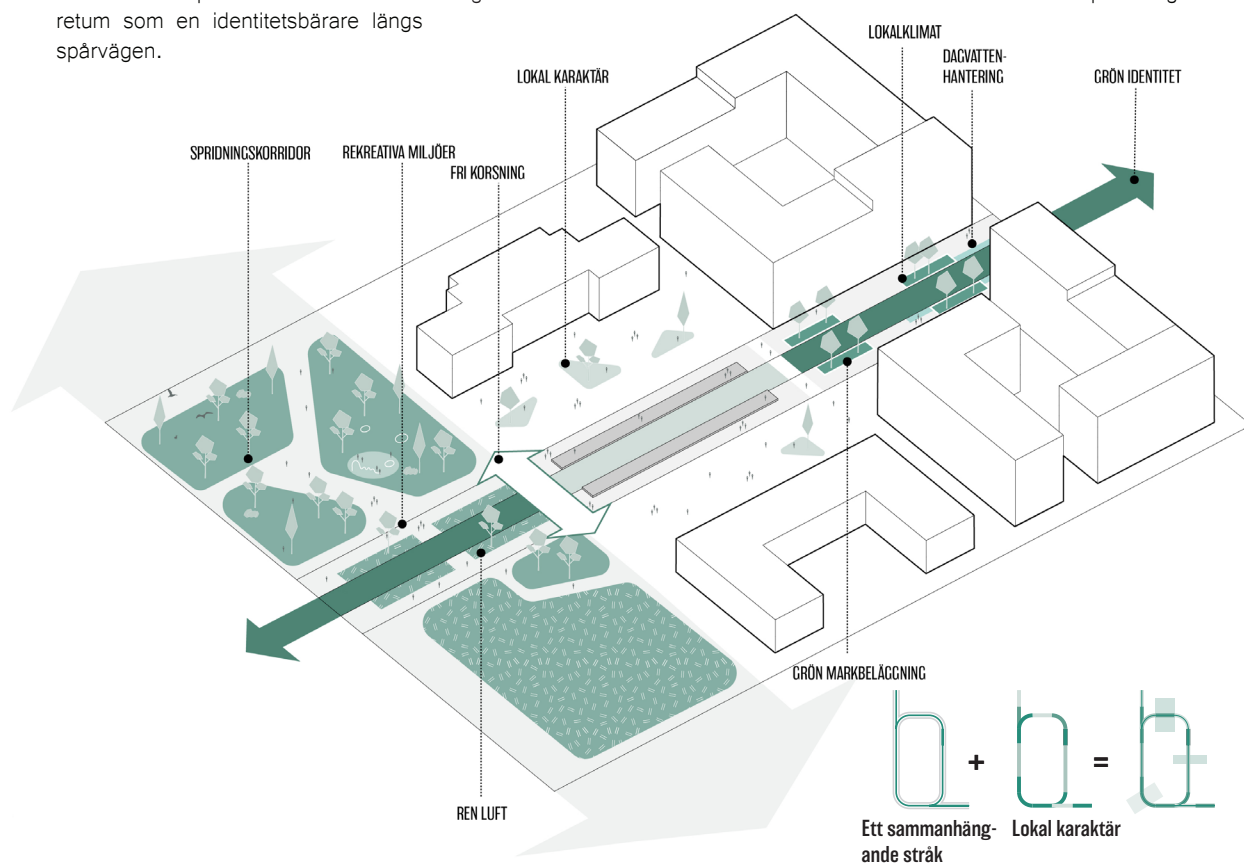 retum som en identitetsbärare längs
spårvägen.
LOKALKLIMAT
DAGVATTEN-
HANTERING
LOKAL KARAKTÄR
GRÖN IDENTITET
SPRIDNINGSKORRIDOR
REKREATIVA MILJÖER
FRI KORSNING
GRÖN MARKBELÄGGNING
REN LUFT
+
=
Ett sammanhäng-
ande stråk
Lokal karaktär